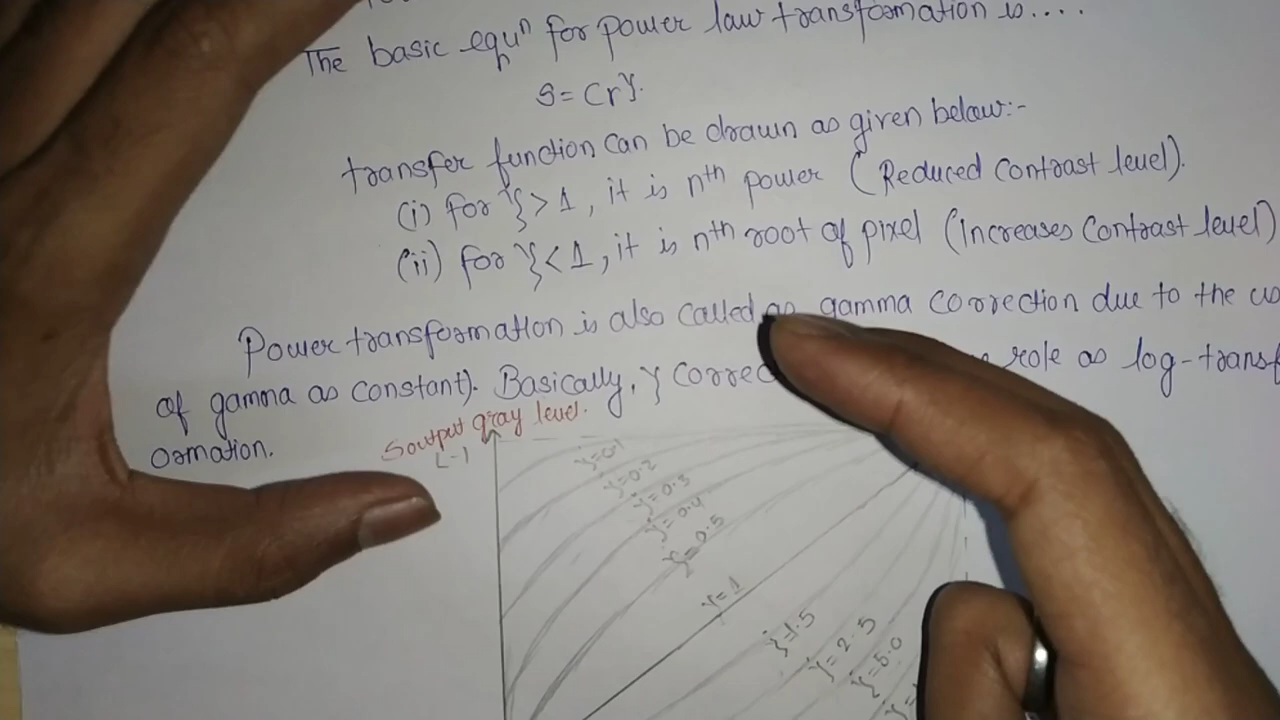 The basic equn for power law transformation is....
S = Crγ.
transfer function can be drawn as given below:-
(i) for γ > 1, it is nth power (Reduced Contrast level).
(ii) for γ < 1, it is nth root of pixel (Increases Contrast level)
Power transformation is also called as gamma correction due to the
of gamma as constant). Basically, γ role as log-transf
ormation.
S output gray level.
L-1
γ=0.1
γ=0.2
γ=0.3
γ=0.4
γ=0.5
γ=1
γ=1.5
γ=2.5
γ=5.0